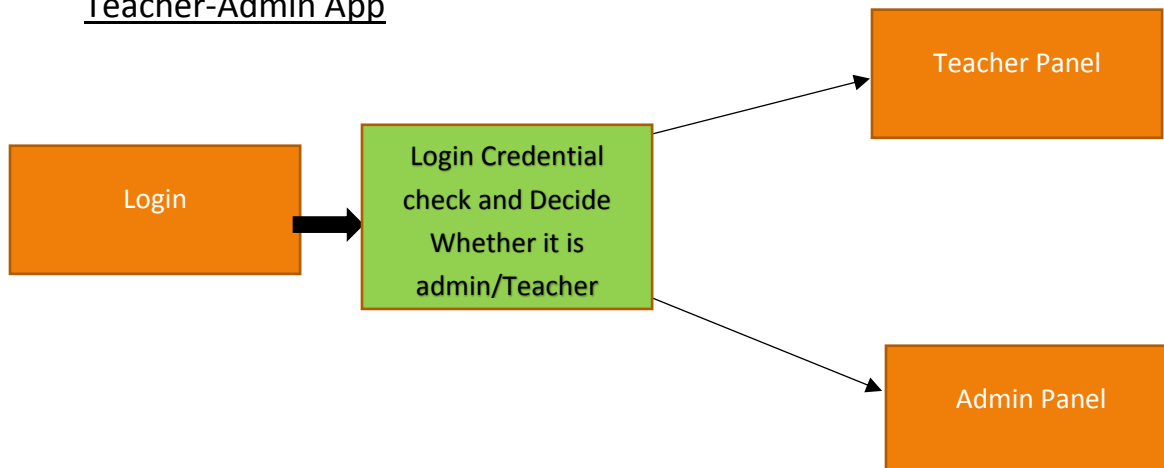 Teacher-Admin App
Teacher Panel
Login Credential
check and Decide
Whether it is
admin/Teacher
Login
Admin Panel